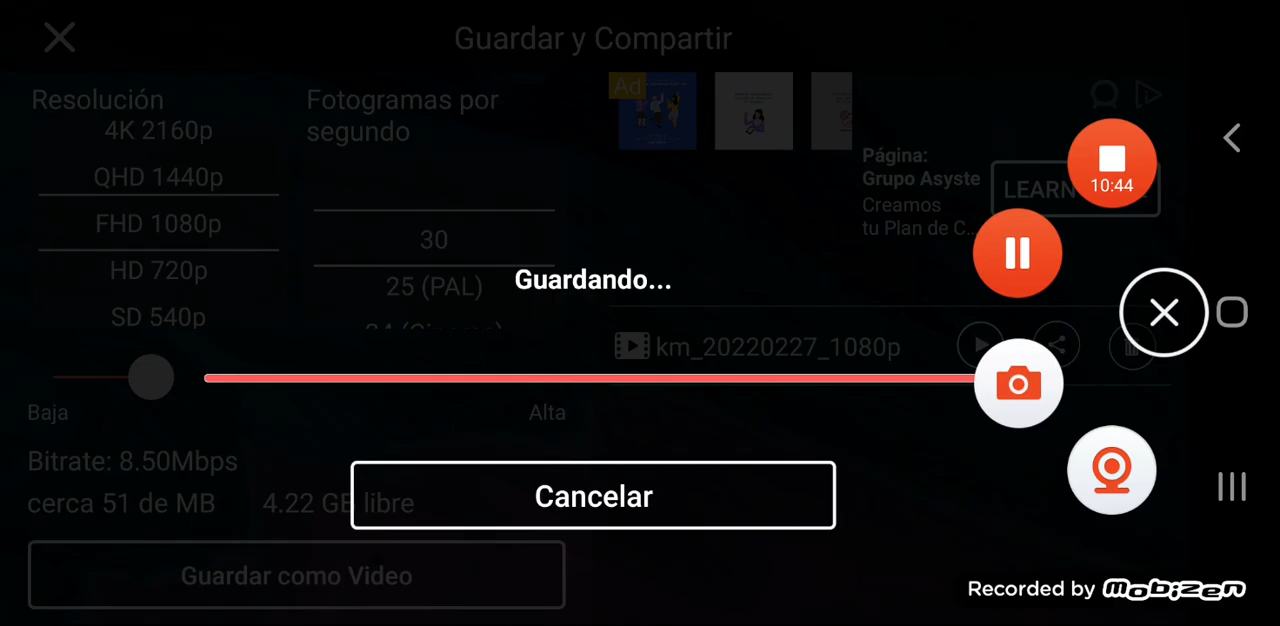 Guardar y Compartir
Resolución
4K 2160p
QHD 1440p
FHD 1080p
HD 720p
SD 540p
Fotogramas por
segundo
30
25 (PAL)
Ad
Página:
Grupo Asyste
Creamos
tu Plan de C...
LEARN
10:44
Guardando...
km_20220227_1080p
Baja
Alta
Bitrate: 8.50Mbps
cerca 51 de MB
4.22 GB libre
Cancelar
Guardar como Video
Recorded by mobizen